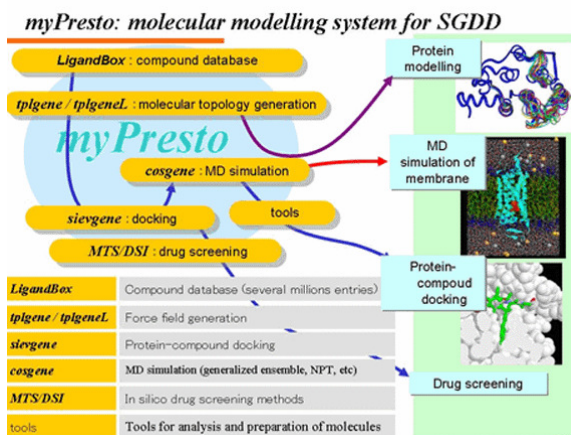 myPresto: molecular modelling system for SGDD
LigandBox : compound database
tplgene / tplgeneL : molecular topology generation
myPresto
cosgene : MD simulation
sievgene : docking
tools
MTS/DSI : drug screening
Protein
modelling
MD
simulation of
membrane
Protein-
compoud
docking
Drug screening
LigandBox Compound database (several millions entries)
tplgene / tplgeneL Force field generation
sievgene Protein-compound docking
cosgene MD simulation (generalized ensemble, NPT, etc)
MTS/DSI In silico drug screening methods
tools Tools for analysis and preparation of molecules